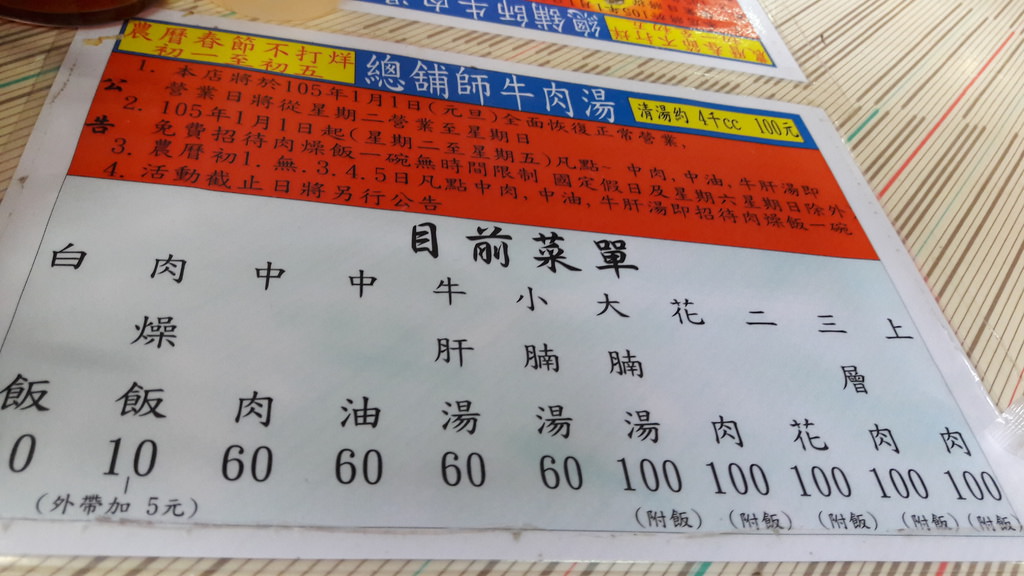 總舖師牛肉湯
農曆春節不打烊
初一至初五
總舖師牛肉湯
清湯約 4千cc 100元
公告
1. 本店將於105年1月1日(元旦)全面恢復正常營業,
營業日將從星期二營業至星期日
2. 105年1月1日起(星期二至星期五)凡點~中肉,中油,牛肝湯即
免費招待肉燥飯一碗無時間限制 國定假日及星期六星期日除外
3. 農曆初1.無.3.4.5日凡點中肉,中油,牛肝湯即招待肉燥飯一碗
4. 活動截止日將另行公告
目前菜單
白飯 0
肉燥飯 10
(外帶加 5元)
中肉 60
中油 60
牛肝湯 60
小腩湯 60
大腩湯 100 (附飯)
花肉 100 (附飯)
二花 100 (附飯)
三層肉 100 (附飯)
上肉 100 (附飯)